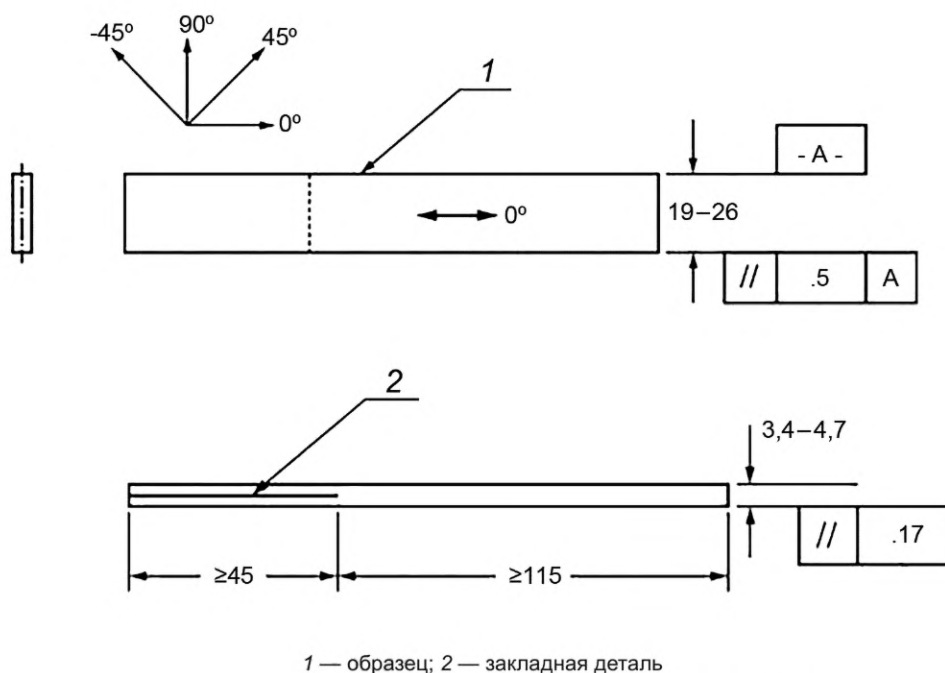 90º
-45º
45º
0º
1
- A -
19–26
0º
// .5 A
2
3,4–4,7
// .17
≥45
≥115
1 — образец; 2 — закладная деталь